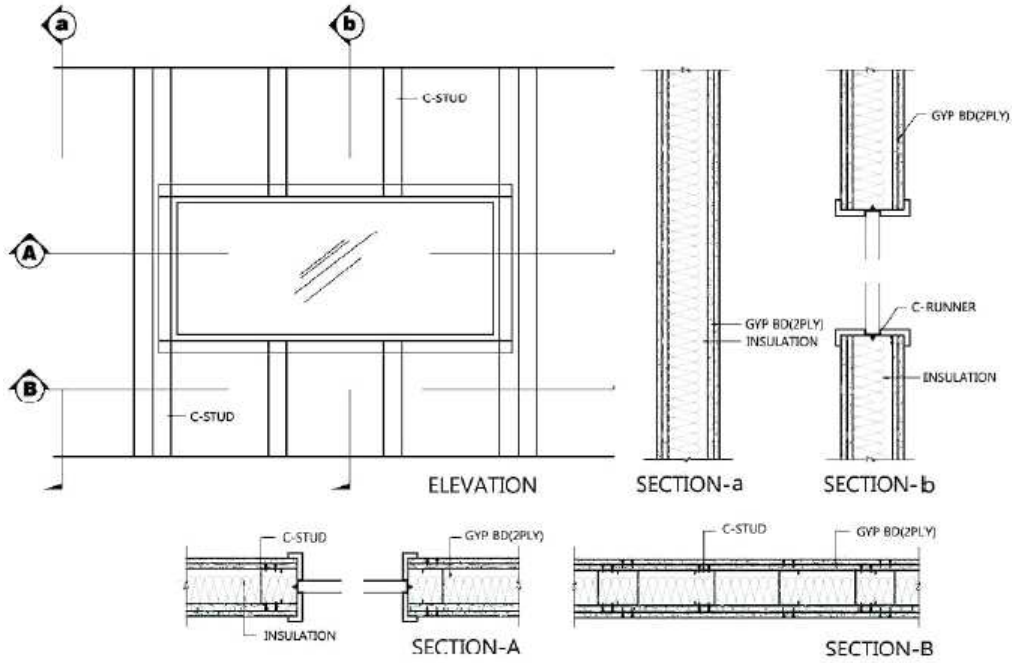 a
b
C-STUD
A
B
C-STUD
ELEVATION
GYP BD(2PLY)
INSULATION
SECTION-a
GYP BD(2PLY)
C-RUNNER
INSULATION
SECTION-b
C-STUD
GYP BD(2PLY)
INSULATION
SECTION-A
C-STUD
GYP BD(2PLY)
SECTION-B